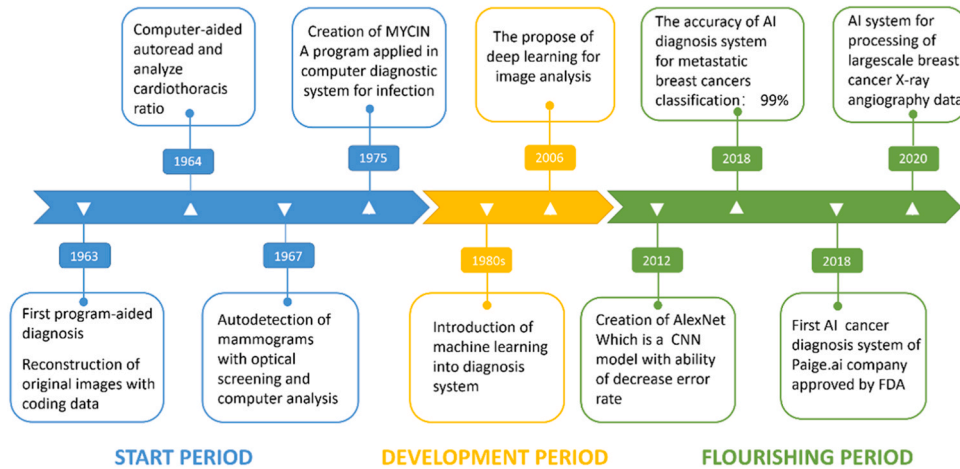 Computer-aided
autoread and
analyze
cardiothoracis
ratio
Creation of MYCIN
A program applied in
computer diagnostic
system for infection
The propose of
deep learning for
image analysis
The accuracy of AI
diagnosis system
for metastatic
breast cancers
classification: 99%
AI system for
processing of
largescale breast
cancer X-ray
angiography data
1964
1975
2006
2018
2020
1963
1967
1980s
2012
2018
First program-aided
diagnosis
Reconstruction of
original images with
coding data
Autodetection of
mammograms
with optical
screening and
computer analysis
Introduction of
machine learning
into diagnosis
system
Creation of AlexNet
Which is a CNN
model with ability
of decrease error
rate
First AI cancer
diagnosis system of
Paige.ai company
approved by FDA
START PERIOD
DEVELOPMENT PERIOD
FLOURISHING PERIOD